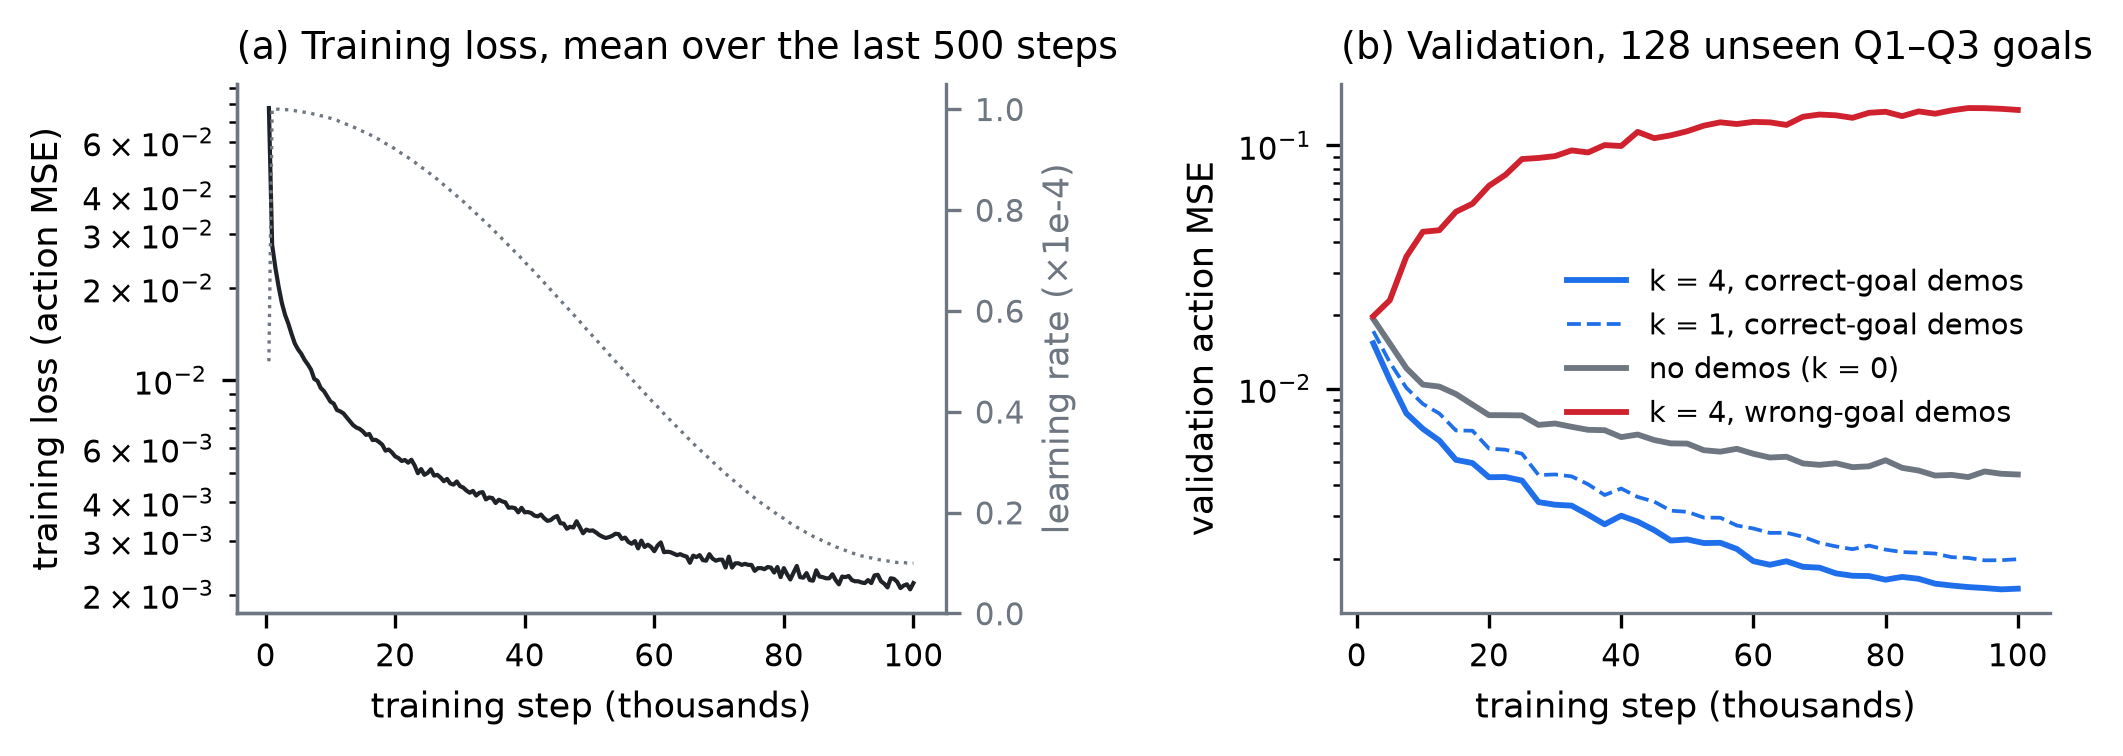 (a) Training loss, mean over the last 500 steps
training loss (action MSE)
6 × 10⁻²
4 × 10⁻²
3 × 10⁻²
2 × 10⁻²
10⁻²
6 × 10⁻³
4 × 10⁻³
3 × 10⁻³
2 × 10⁻³
0 20 40 60 80 100
training step (thousands)
1.0
0.8
0.6
0.4
0.2
0.0
learning rate (×1e-4)
(b) Validation, 128 unseen Q1–Q3 goals
validation action MSE
10⁻¹
10⁻²
k = 4, correct-goal demos
k = 1, correct-goal demos
no demos (k = 0)
k = 4, wrong-goal demos
0 20 40 60 80 100
training step (thousands)